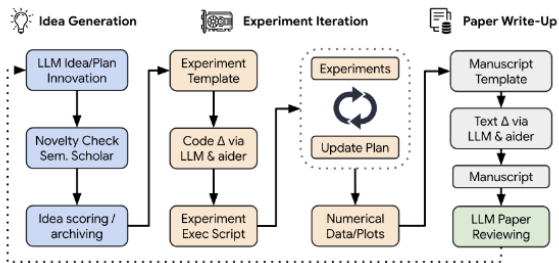 Idea Generation
Experiment Iteration
Paper Write-Up
LLM Idea/Plan
Innovation
Novelty Check
Sem. Scholar
Idea scoring /
archiving
Experiment
Template
Code Δ via
LLM & aider
Experiment
Exec Script
Experiments
Update Plan
Numerical
Data/Plots
Manuscript
Template
Text Δ via
LLM & aider
Manuscript
LLM Paper
Reviewing